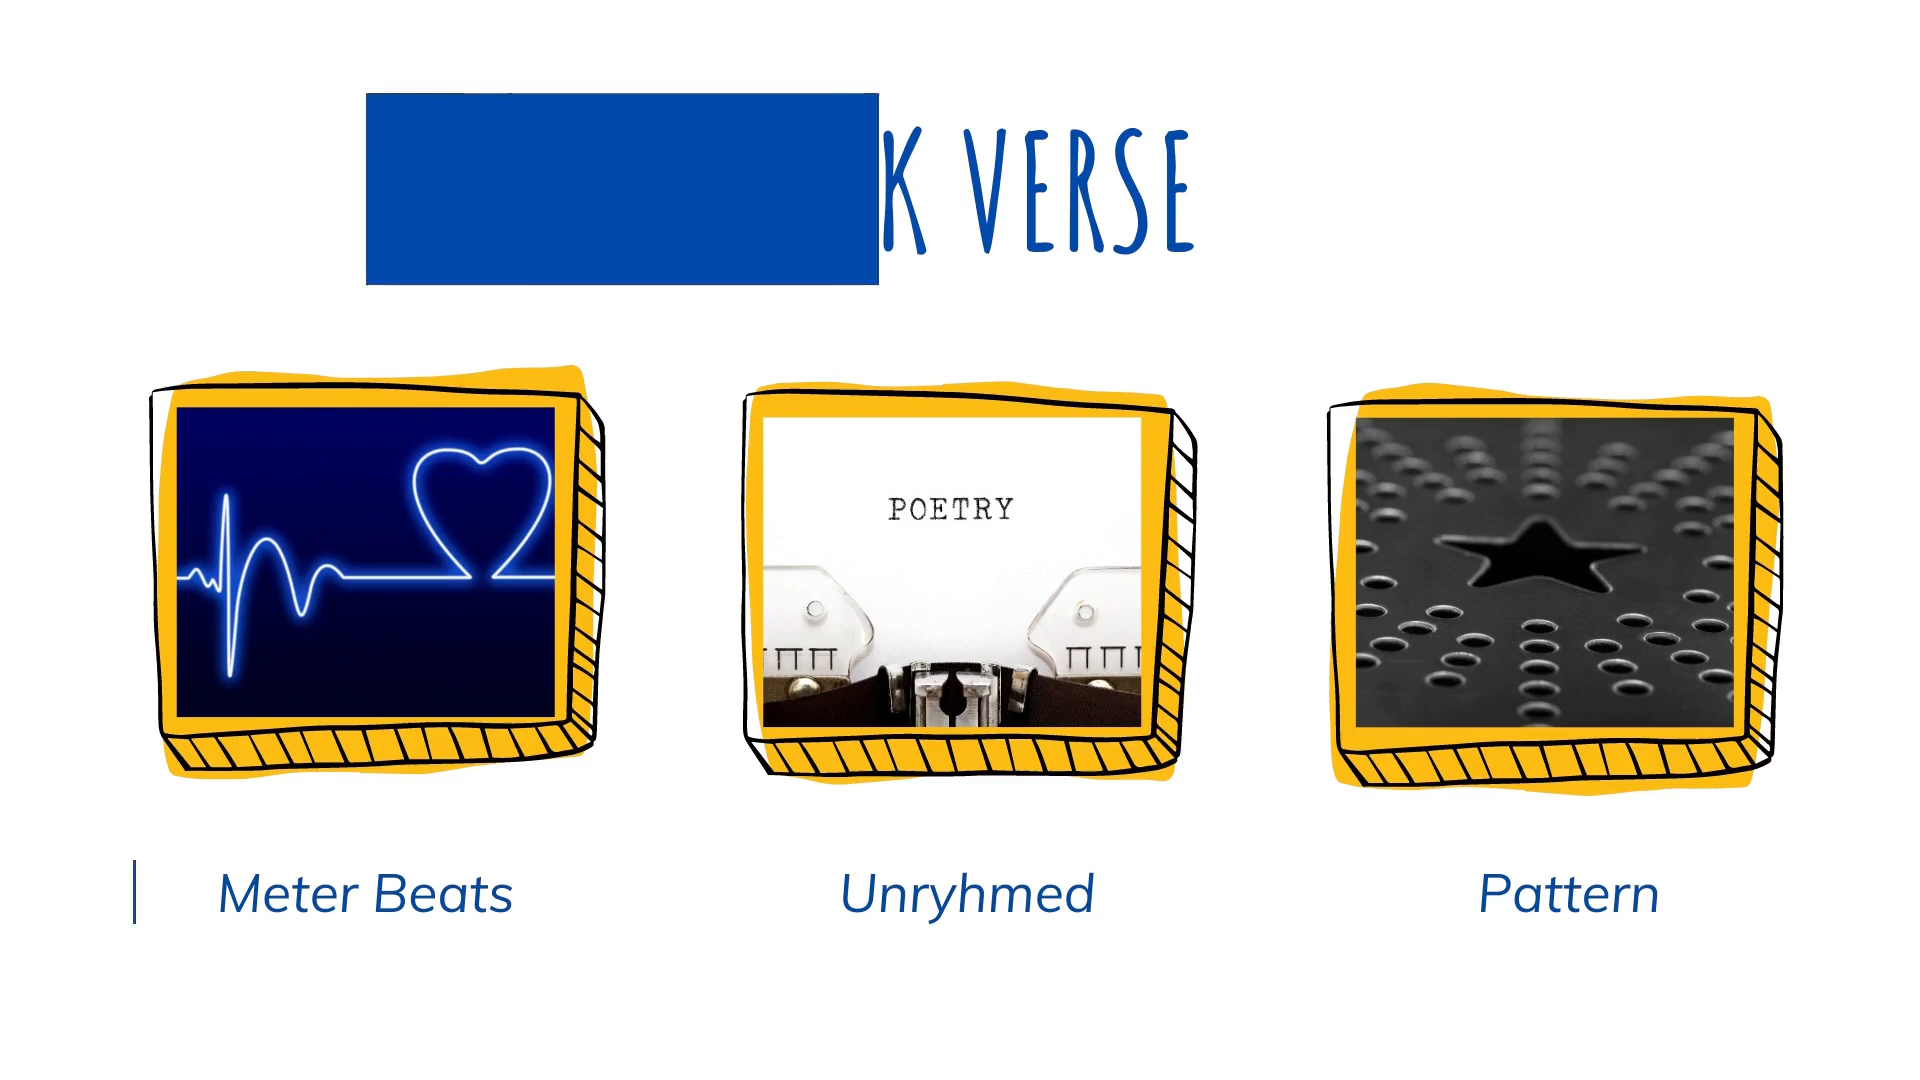 K VERSE
POETRY
Meter Beats
Unryhmed
Pattern